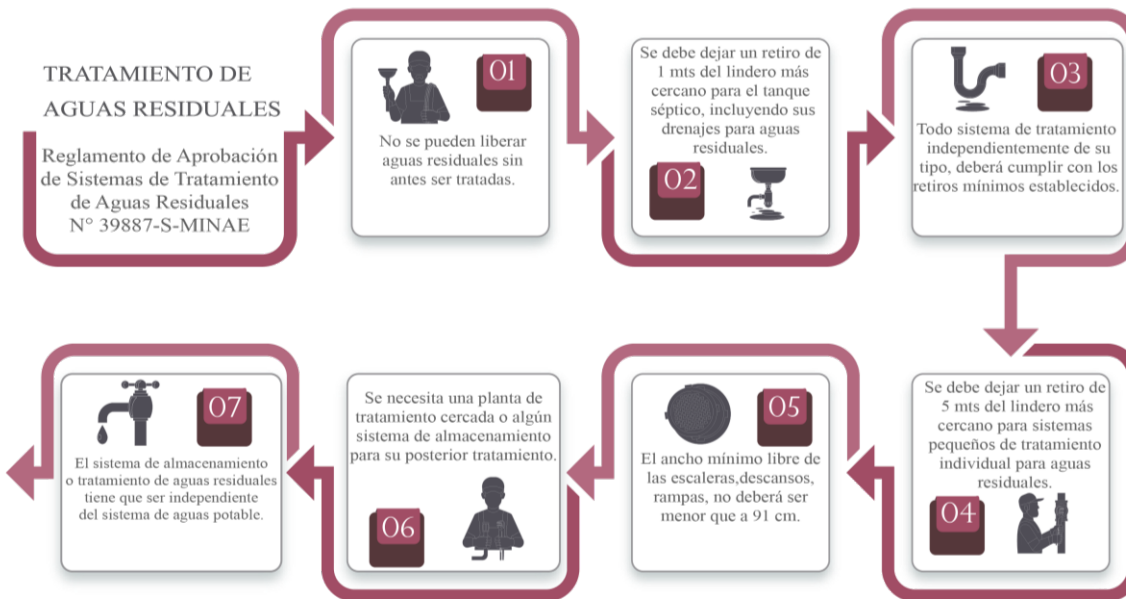 TRATAMIENTO DE
AGUAS RESIDUALES
Reglamento de Aprobación
de Sistemas de Tratamiento
de Aguas Residuales
N° 39887-S-MINAE
01
No se pueden liberar
aguas residuales sin
antes ser tratadas.
Se debe dejar un retiro de
1 mts del lindero más
cercano para el tanque
séptico, incluyendo sus
drenajes para aguas
residuales.
02
03
Todo sistema de tratamiento
independientemente de su
tipo, deberá cumplir con los
retiros mínimos establecidos.
Se debe dejar un retiro de
5 mts del lindero más
cercano para sistemas
pequeños de tratamiento
individual para aguas
residuales.
04
05
El ancho mínimo libre de
las escaleras,descansos,
rampas, no deberá ser
menor que a 91 cm.
Se necesita una planta de
tratamiento cercada o algún
sistema de almacenamiento
para su posterior tratamiento.
06
07
El sistema de almacenamiento
o tratamiento de aguas residuales
tiene que ser independiente
del sistema de aguas potable.